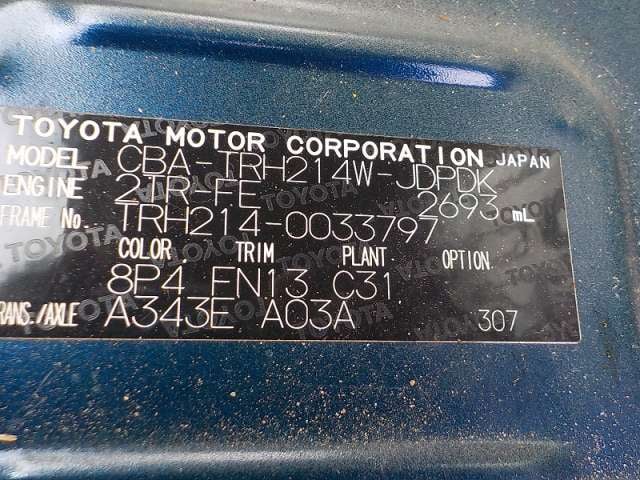 TOYOTA MOTOR CORPORATION JAPAN
MODEL CBA-TRH214W-JDPDK
ENGINE 2TR-FE 2693 mL
FRAME No. TRH214-0033797
COLOR TRIM PLANT OPTION
8P4 FN13 C31
RANS./AXLE A343E A03A 307